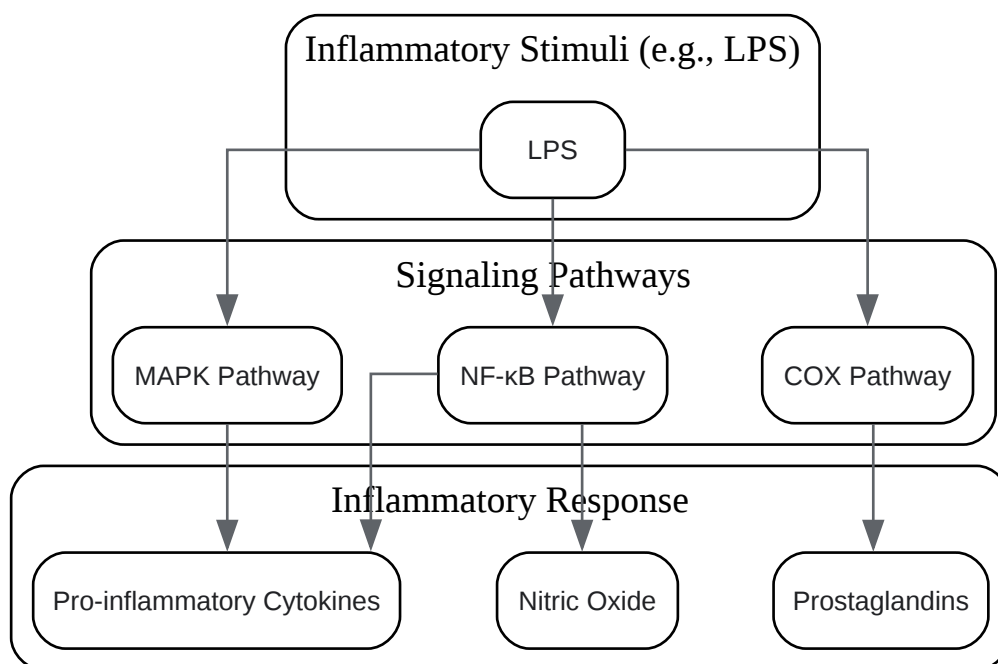 Inflammatory Stimuli (e.g., LPS)
LPS
Signaling Pathways
MAPK Pathway
NF-κB Pathway
COX Pathway
Inflammatory Response
Pro-inflammatory Cytokines
Nitric Oxide
Prostaglandins